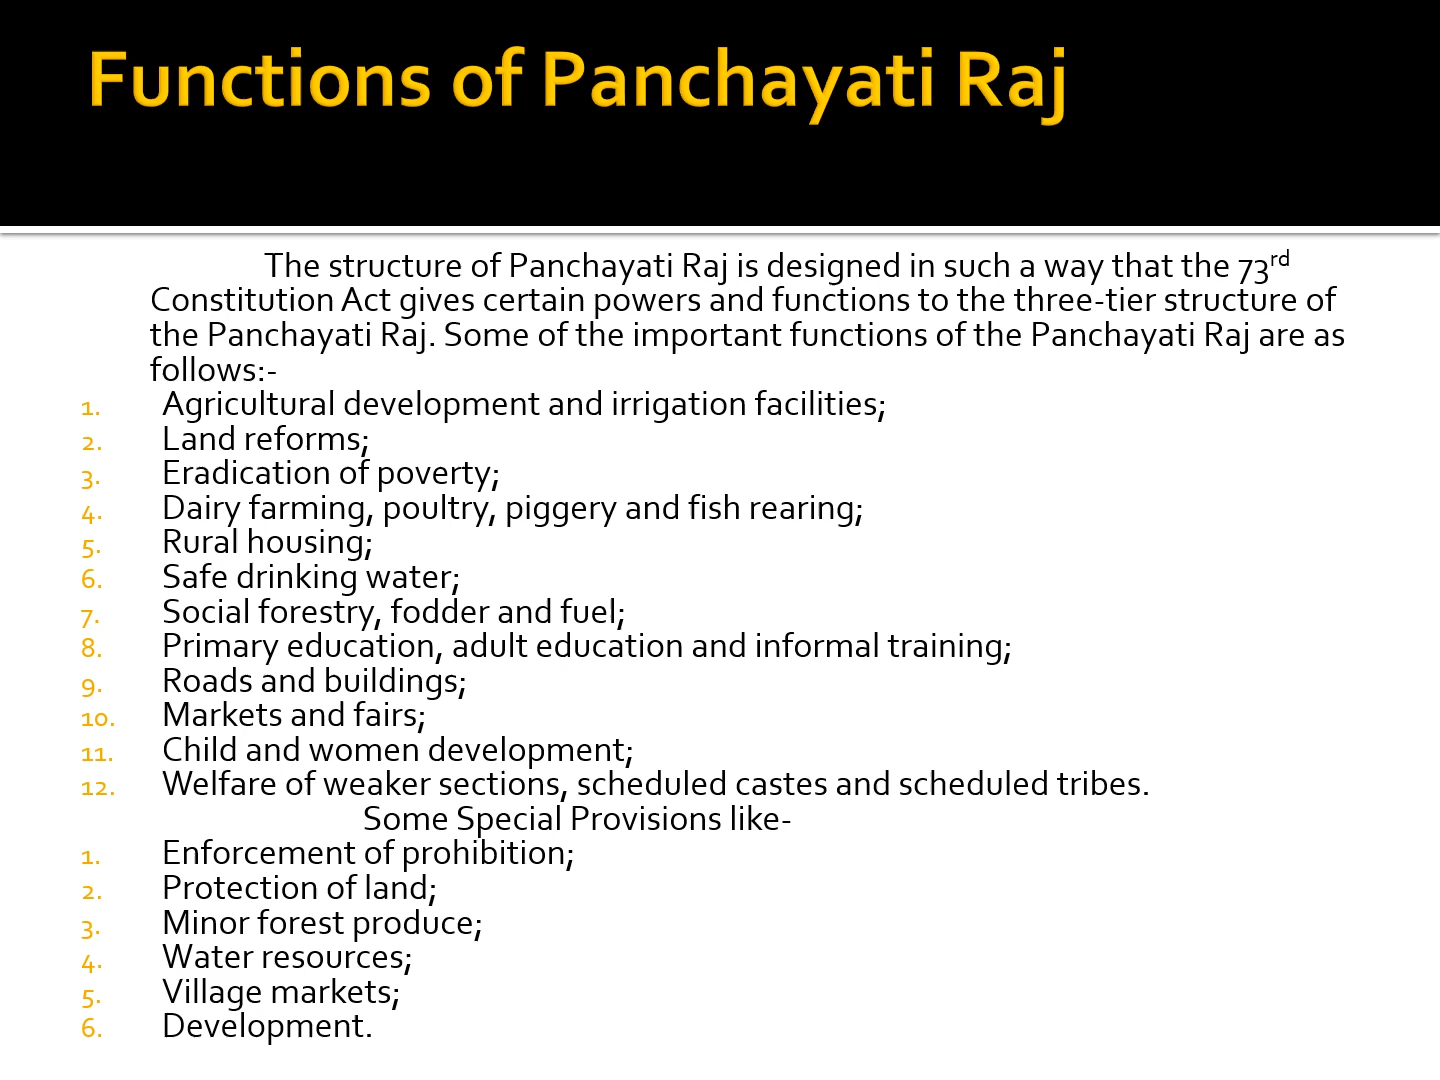 Functions of Panchayati Raj
The structure of Panchayati Raj is designed in such a way that the 73rd
Constitution Act gives certain powers and functions to the three-tier structure of
the Panchayati Raj. Some of the important functions of the Panchayati Raj are as
follows:-
1. Agricultural development and irrigation facilities;
2. Land reforms;
3. Eradication of poverty;
4. Dairy farming, poultry, piggery and fish rearing;
5. Rural housing;
6. Safe drinking water;
7. Social forestry, fodder and fuel;
8. Primary education, adult education and informal training;
9. Roads and buildings;
10. Markets and fairs;
11. Child and women development;
12. Welfare of weaker sections, scheduled castes and scheduled tribes.
Some Special Provisions like-
1. Enforcement of prohibition;
2. Protection of land;
3. Minor forest produce;
4. Water resources;
5. Village markets;
6. Development.